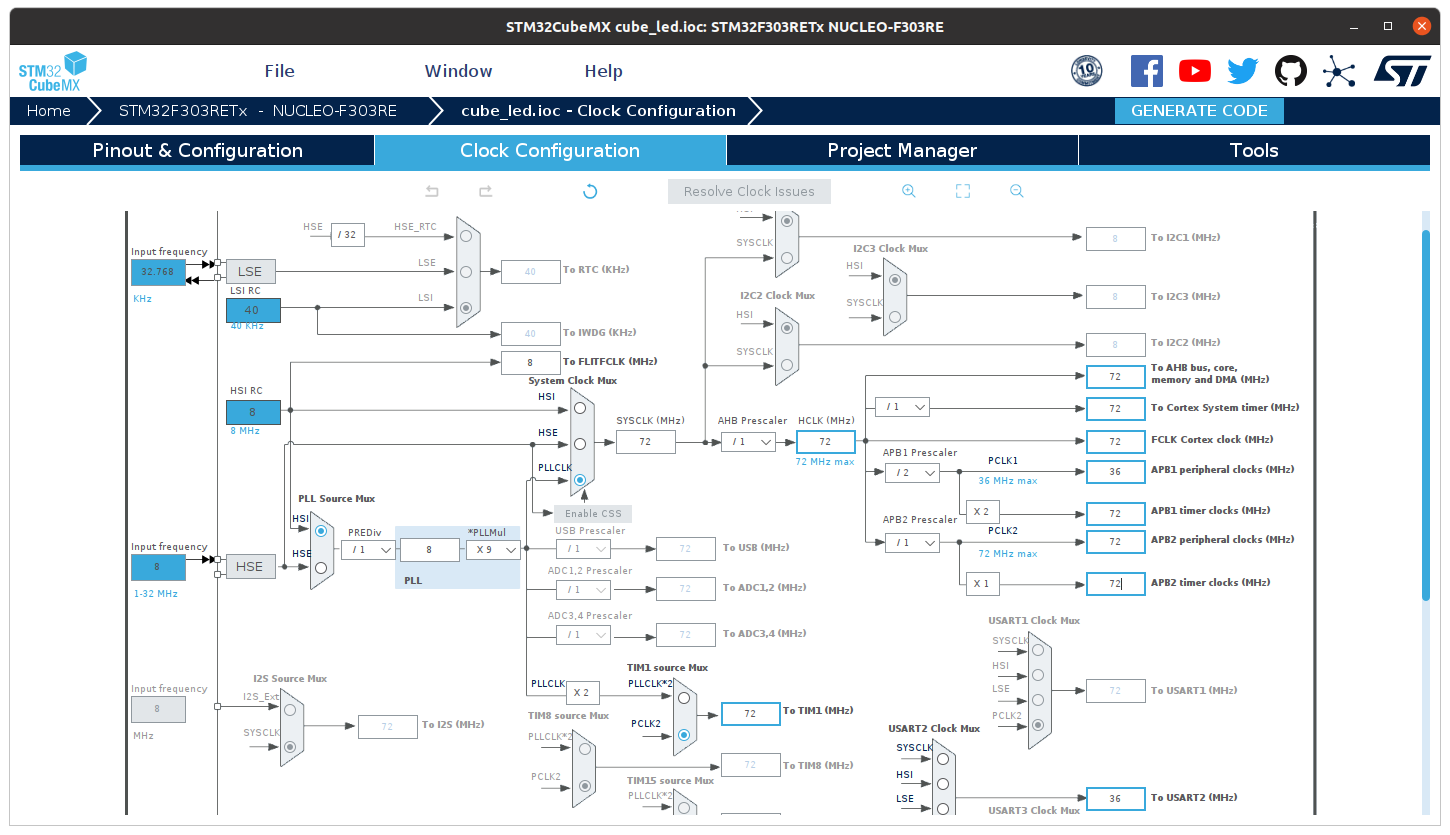 STM32CubeMX cube_led.ioc: STM32F303RETx NUCLEO-F303RE
STM32
CubeMX
File
Window
Help
10
Home
STM32F303RETx - NUCLEO-F303RE
cube_led.ioc - Clock Configuration
GENERATE CODE
Pinout & Configuration
Clock Configuration
Project Manager
Tools
Resolve Clock Issues
HSE
/ 32
HSE_RTC
Input frequency
32.768
KHz
LSE
LSE
LSI RC
40
40 KHz
LSI
40
To RTC (KHz)
40
To IWDG (KHz)
8
To FLITFCLK (MHz)
SYSCLK
8
To I2C1 (MHz)
I2C3 Clock Mux
HSI
SYSCLK
8
To I2C3 (MHz)
I2C2 Clock Mux
HSI
SYSCLK
8
To I2C2 (MHz)
System Clock Mux
HSI
HSI RC
8
8 MHz
HSE
PLLCLK
SYSCLK (MHz)
72
AHB Prescaler
/ 1
HCLK (MHz)
72
72 MHz max
72
To AHB bus, core,
memory and DMA (MHz)
/ 1
72
To Cortex System timer (MHz)
72
FCLK Cortex clock (MHz)
APB1 Prescaler
/ 2
PCLK1
36 MHz max
36
APB1 peripheral clocks (MHz)
X 2
72
APB1 timer clocks (MHz)
APB2 Prescaler
/ 1
PCLK2
72 MHz max
72
APB2 peripheral clocks (MHz)
X 1
72
APB2 timer clocks (MHz)
Enable CSS
PLL Source Mux
HSI
HSE
Input frequency
8
1-32 MHz
HSE
PREDiv
/ 1
8
*PLLMul
X 9
PLL
USB Prescaler
/ 1
72
To USB (MHz)
ADC1,2 Prescaler
/ 1
72
To ADC1,2 (MHz)
ADC3,4 Prescaler
/ 1
72
To ADC3,4 (MHz)
Input frequency
8
MHz
I2S Source Mux
I2S_Ext
SYSCLK
72
To I2S (MHz)
TIM1 source Mux
PLLCLK
X 2
PLLCLK*2
PCLK2
72
To TIM1 (MHz)
TIM8 source Mux
PLLCLK*2
PCLK2
72
To TIM8 (MHz)
TIM15 source Mux
PLLCLK*2
USART1 Clock Mux
SYSCLK
HSI
LSE
PCLK2
72
To USART1 (MHz)
USART2 Clock Mux
SYSCLK
HSI
LSE
36
To USART2 (MHz)
USART3 Clock Mux